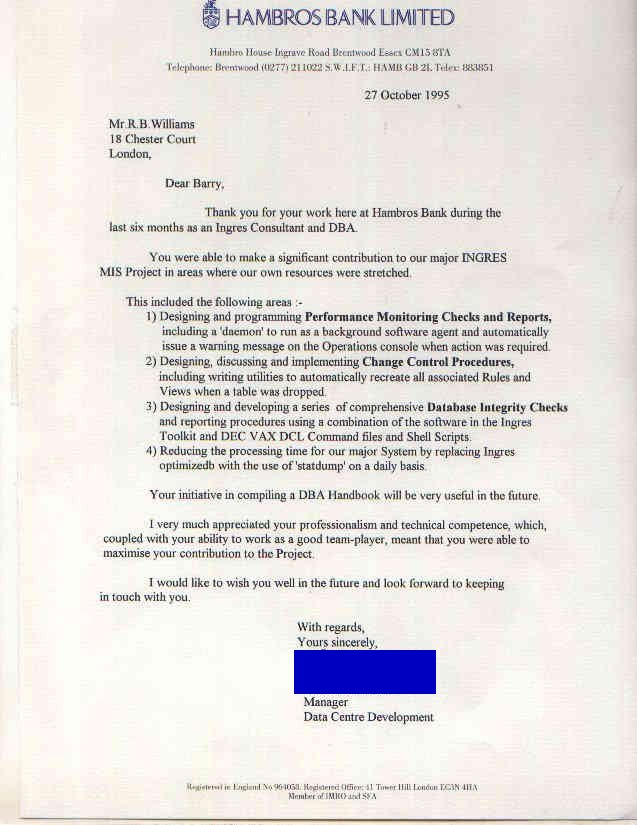 HAMBROS BANK LIMITED
Hambro House Ingrave Road Brentwood Essex CM15 8TA
Telephone: Brentwood (0277) 211022 S.W.I.F.T.: HAMB GB 2L Telex: 883851
27 October 1995
Mr.R.B.Williams
18 Chester Court
London,
Dear Barry,
Thank you for your work here at Hambros Bank during the
last six months as an Ingres Consultant and DBA.
You were able to make a significant contribution to our major INGRES
MIS Project in areas where our own resources were stretched.
This included the following areas :-
1) Designing and programming Performance Monitoring Checks and Reports,
including a 'daemon' to run as a background software agent and automatically
issue a warning message on the Operations console when action was required.
2) Designing, discussing and implementing Change Control Procedures,
including writing utilities to automatically recreate all associated Rules and
Views when a table was dropped.
3) Designing and developing a series of comprehensive Database Integrity Checks
and reporting procedures using a combination of the software in the Ingres
Toolkit and DEC VAX DCL Command files and Shell Scripts.
4) Reducing the processing time for our major System by replacing Ingres
optimizedb with the use of 'statdump' on a daily basis.
Your initiative in compiling a DBA Handbook will be very useful in the future.
I very much appreciated your professionalism and technical competence, which,
coupled with your ability to work as a good team-player, meant that you were able to
maximise your contribution to the Project.
I would like to wish you well in the future and look forward to keeping
in touch with you.
With regards,
Yours sincerely,
Manager
Data Centre Development
Registered in England No 964058. Registered Office: 41 Tower Hill London EC3N 4HA
Member of IMRO and SFA